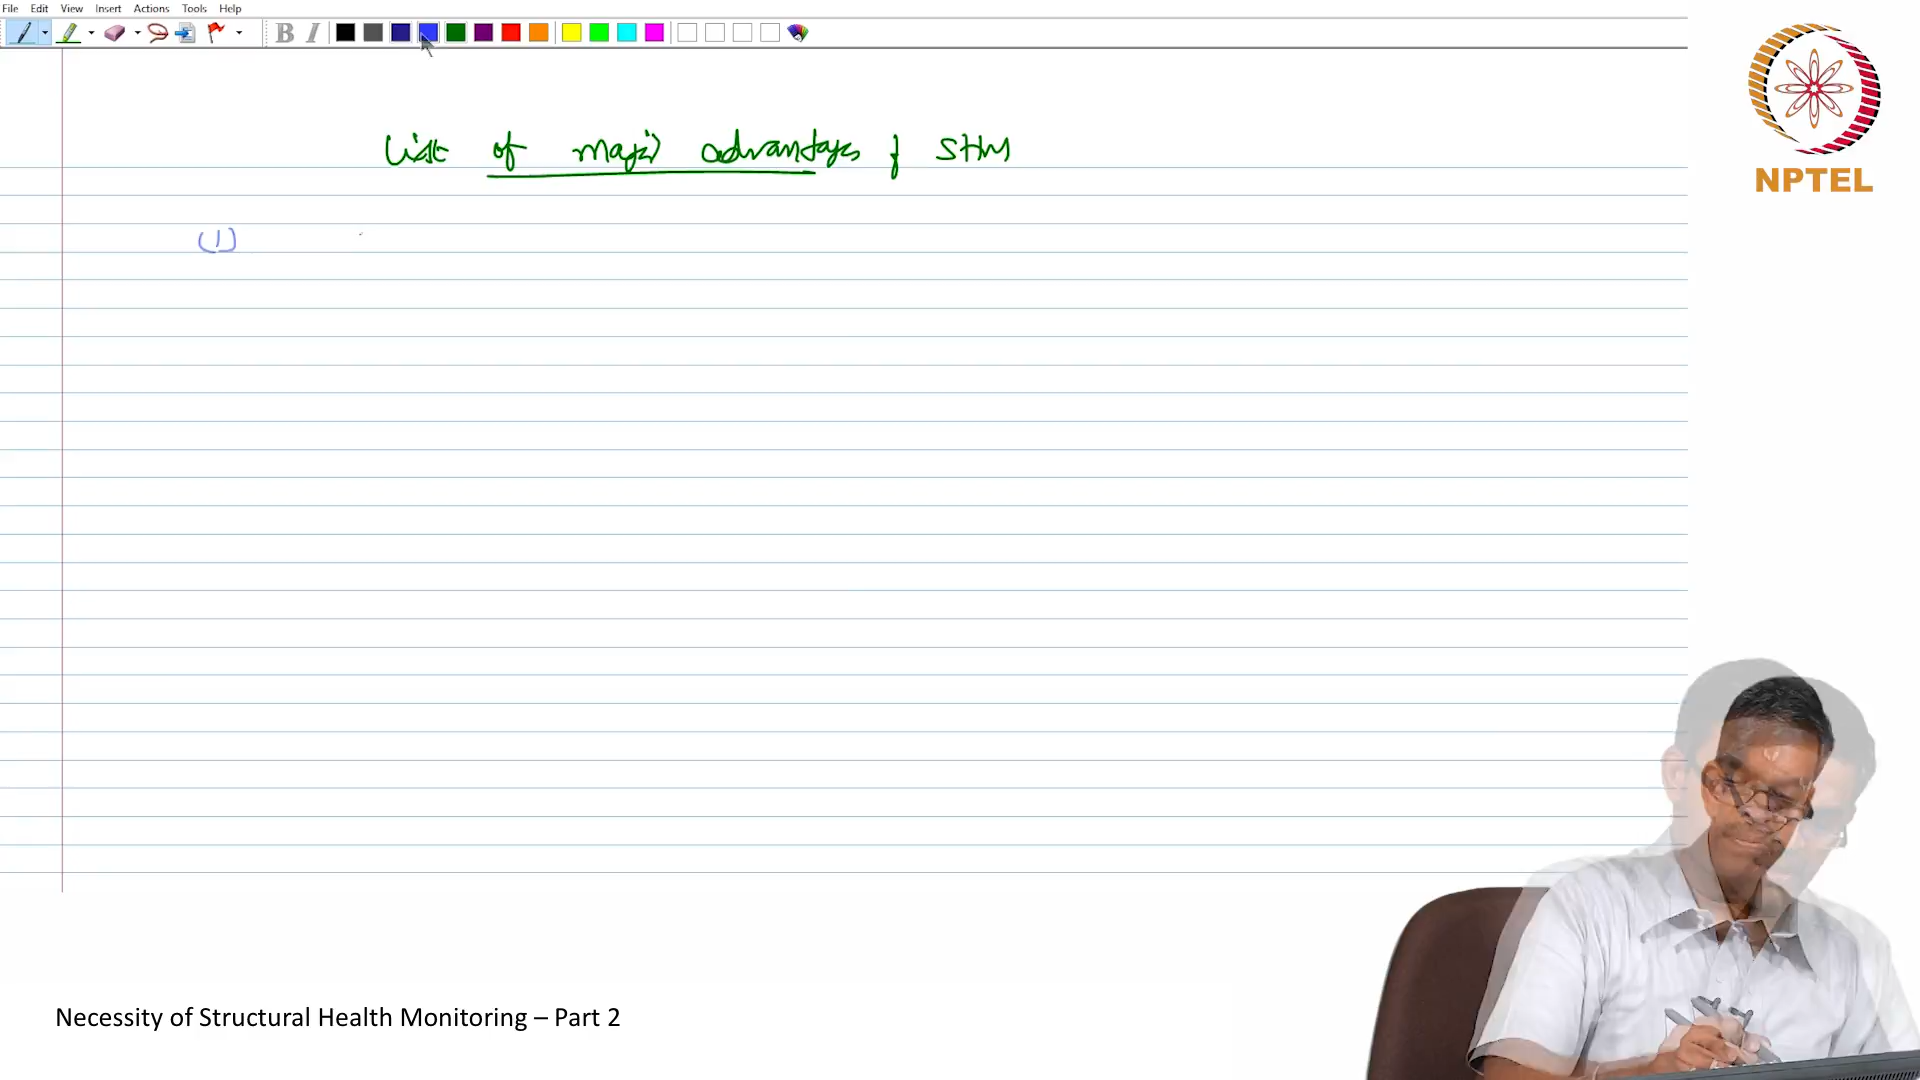 File Edit View Insert Actions Tools Help
B I
List of major advantages of SHM
(1)
NPTEL
Necessity of Structural Health Monitoring – Part 2